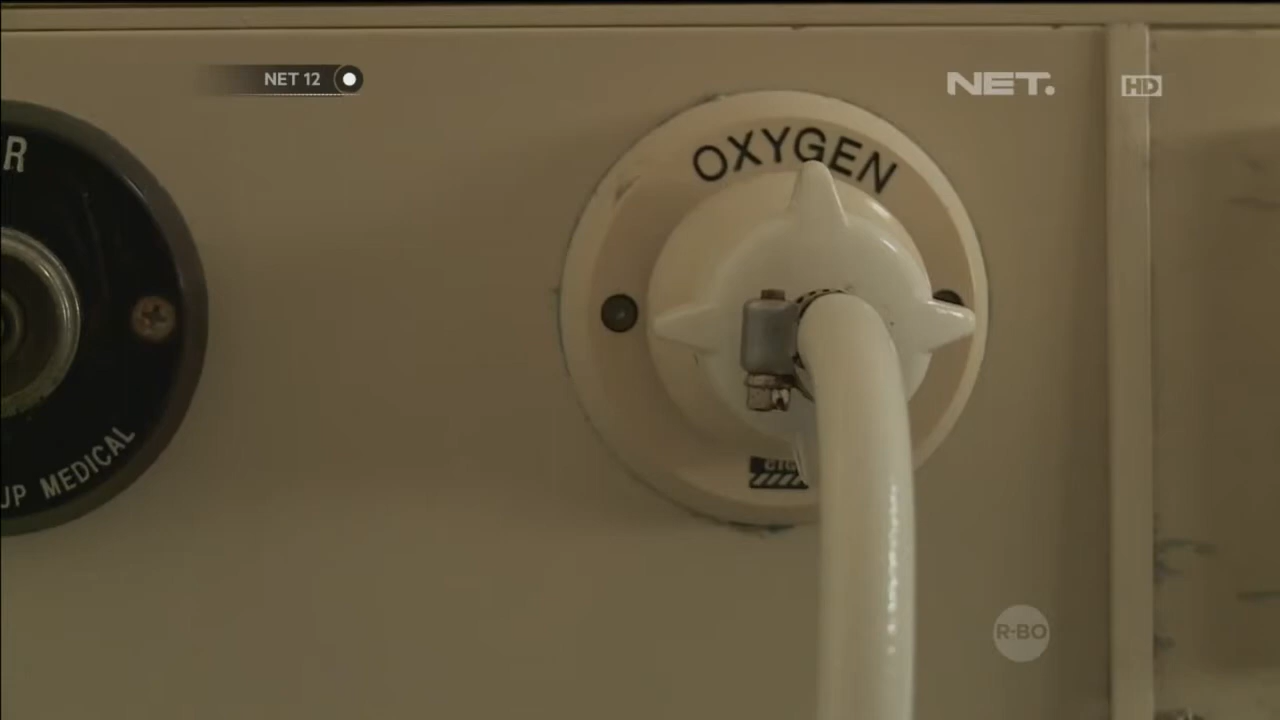 NET 12
NET.
HD
R
OXYGEN
UP MEDICAL
R-BO